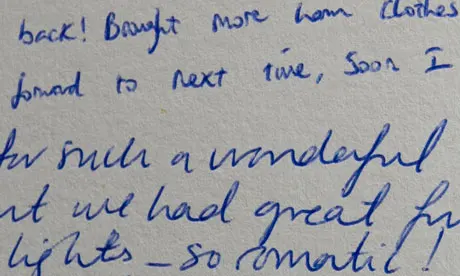 back! Brought more warm clothes
forward to next time, soon I
for such a wonderful
we had great fu
lights - so romatic!